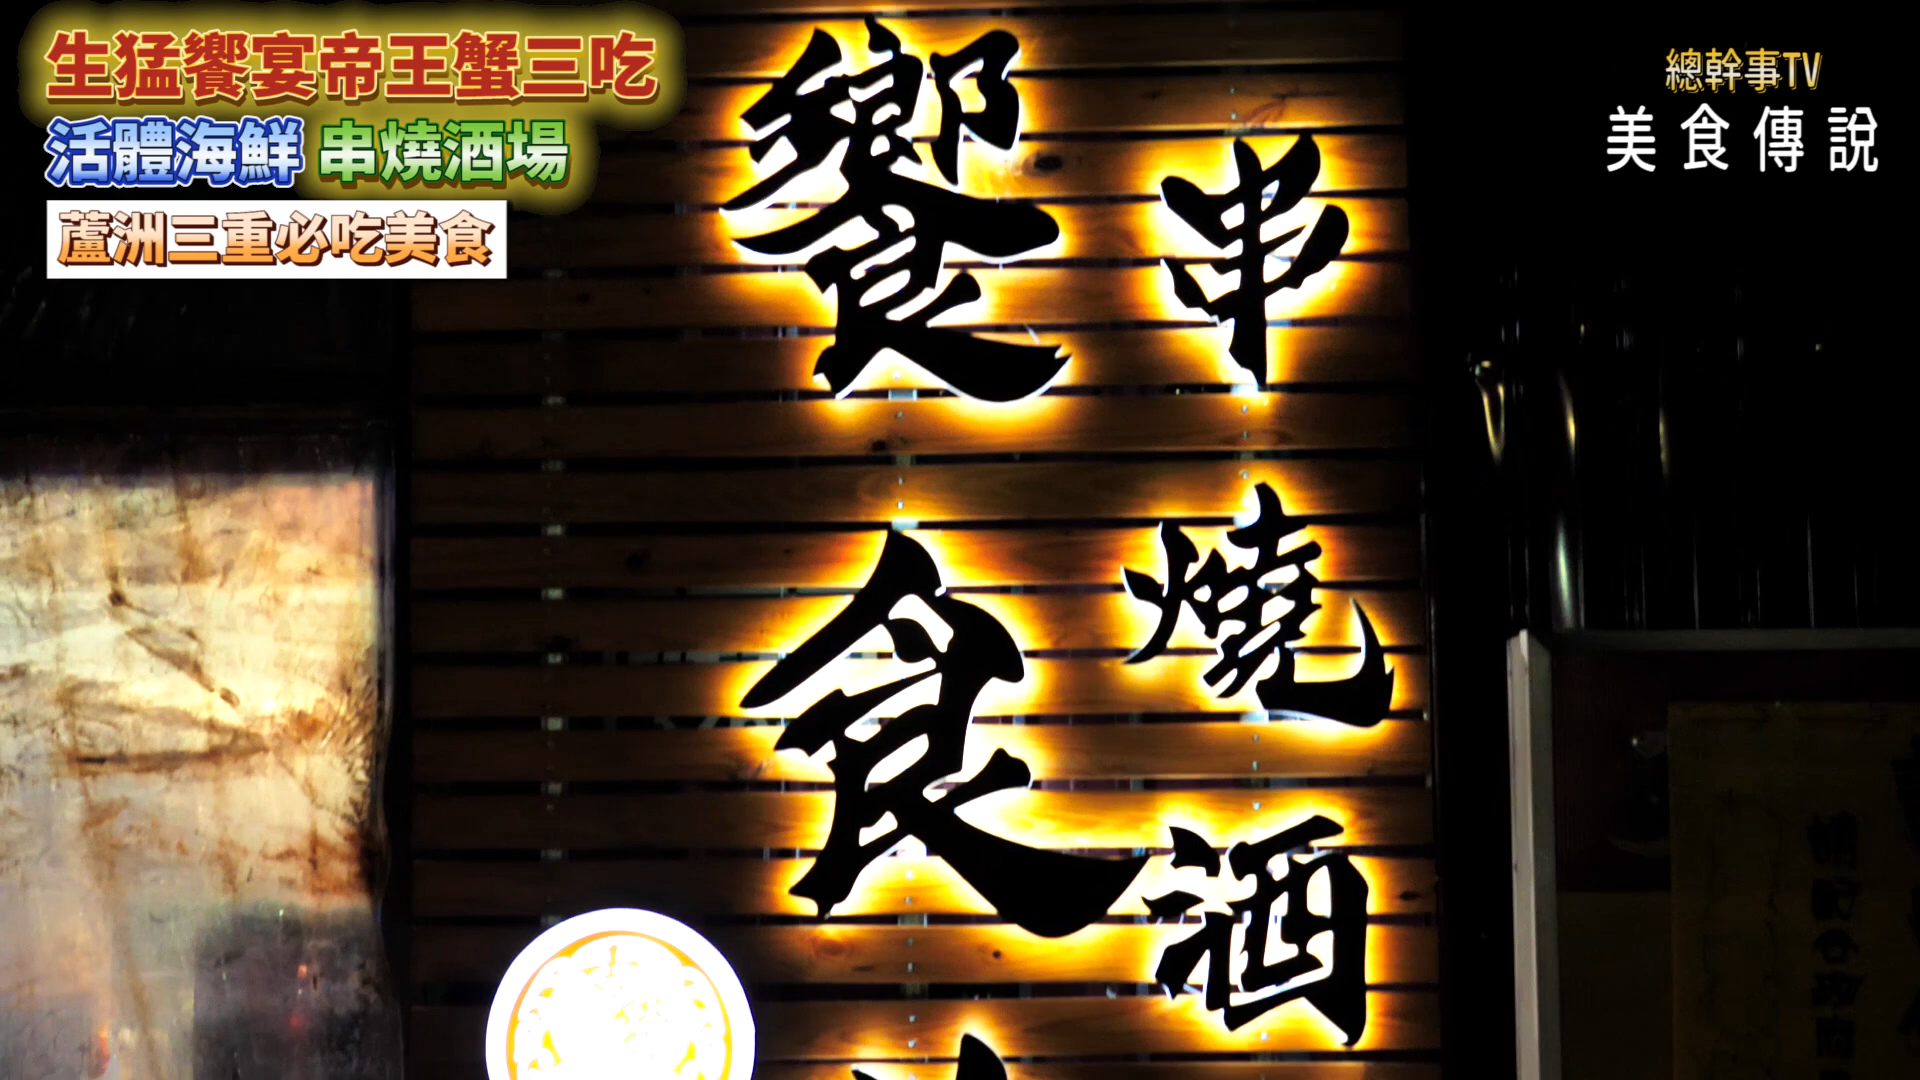 生猛饗宴帝王蟹三吃
活體海鮮 串燒酒場
蘆洲三重必吃美食
總幹事TV
美食傳說
串燒酒
饗食